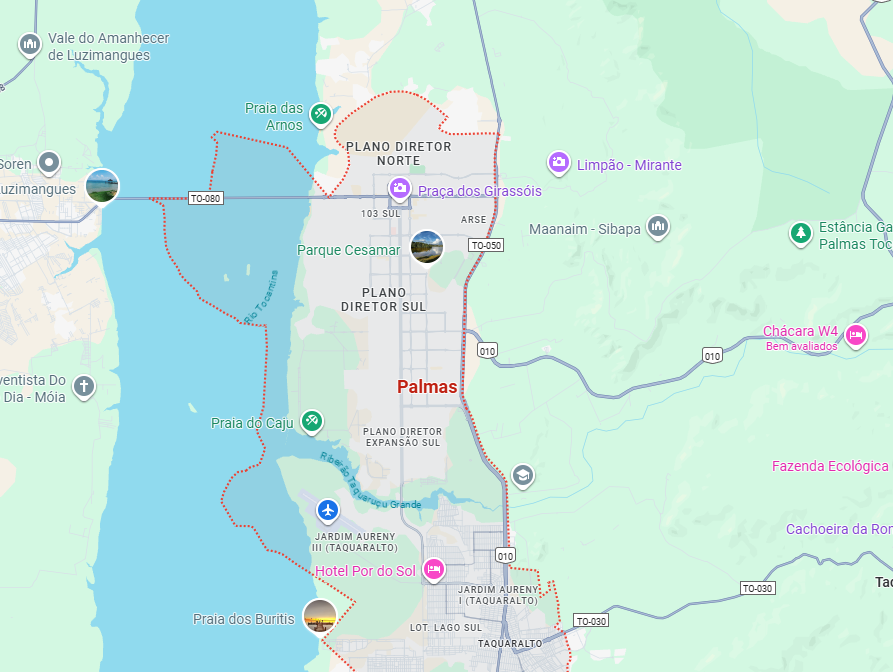 Vale do Amanhecer
de Luzimangues
Praia das
Arnos
PLANO DIRETOR
NORTE
Soren
Luzimangues
TO-080
Praça dos Girassóis
Limpão - Mirante
103 SUL
ARSE
Maanaim - Sibapa
Estância Ga
Palmas Toc
TO-050
Parque Cesamar
Rio Tocantins
PLANO
DIRETOR SUL
010
010
Chácara W4
Bem avaliados
Palmas
ventista Do
Dia - Móia
Praia do Caju
PLANO DIRETOR
EXPANSÃO SUL
Ribeirão Taquaruçu Grande
Fazenda Ecológica
Cachoeira da Ror
JARDIM AURENY
III (TAQUARALTO)
010
Hotel Por do Sol
JARDIM AURENY
I (TAQUARALTO)
TO-030
Tac
Praia dos Buritis
LOT. LAGO SUL
TO-030
TAQUARALTO